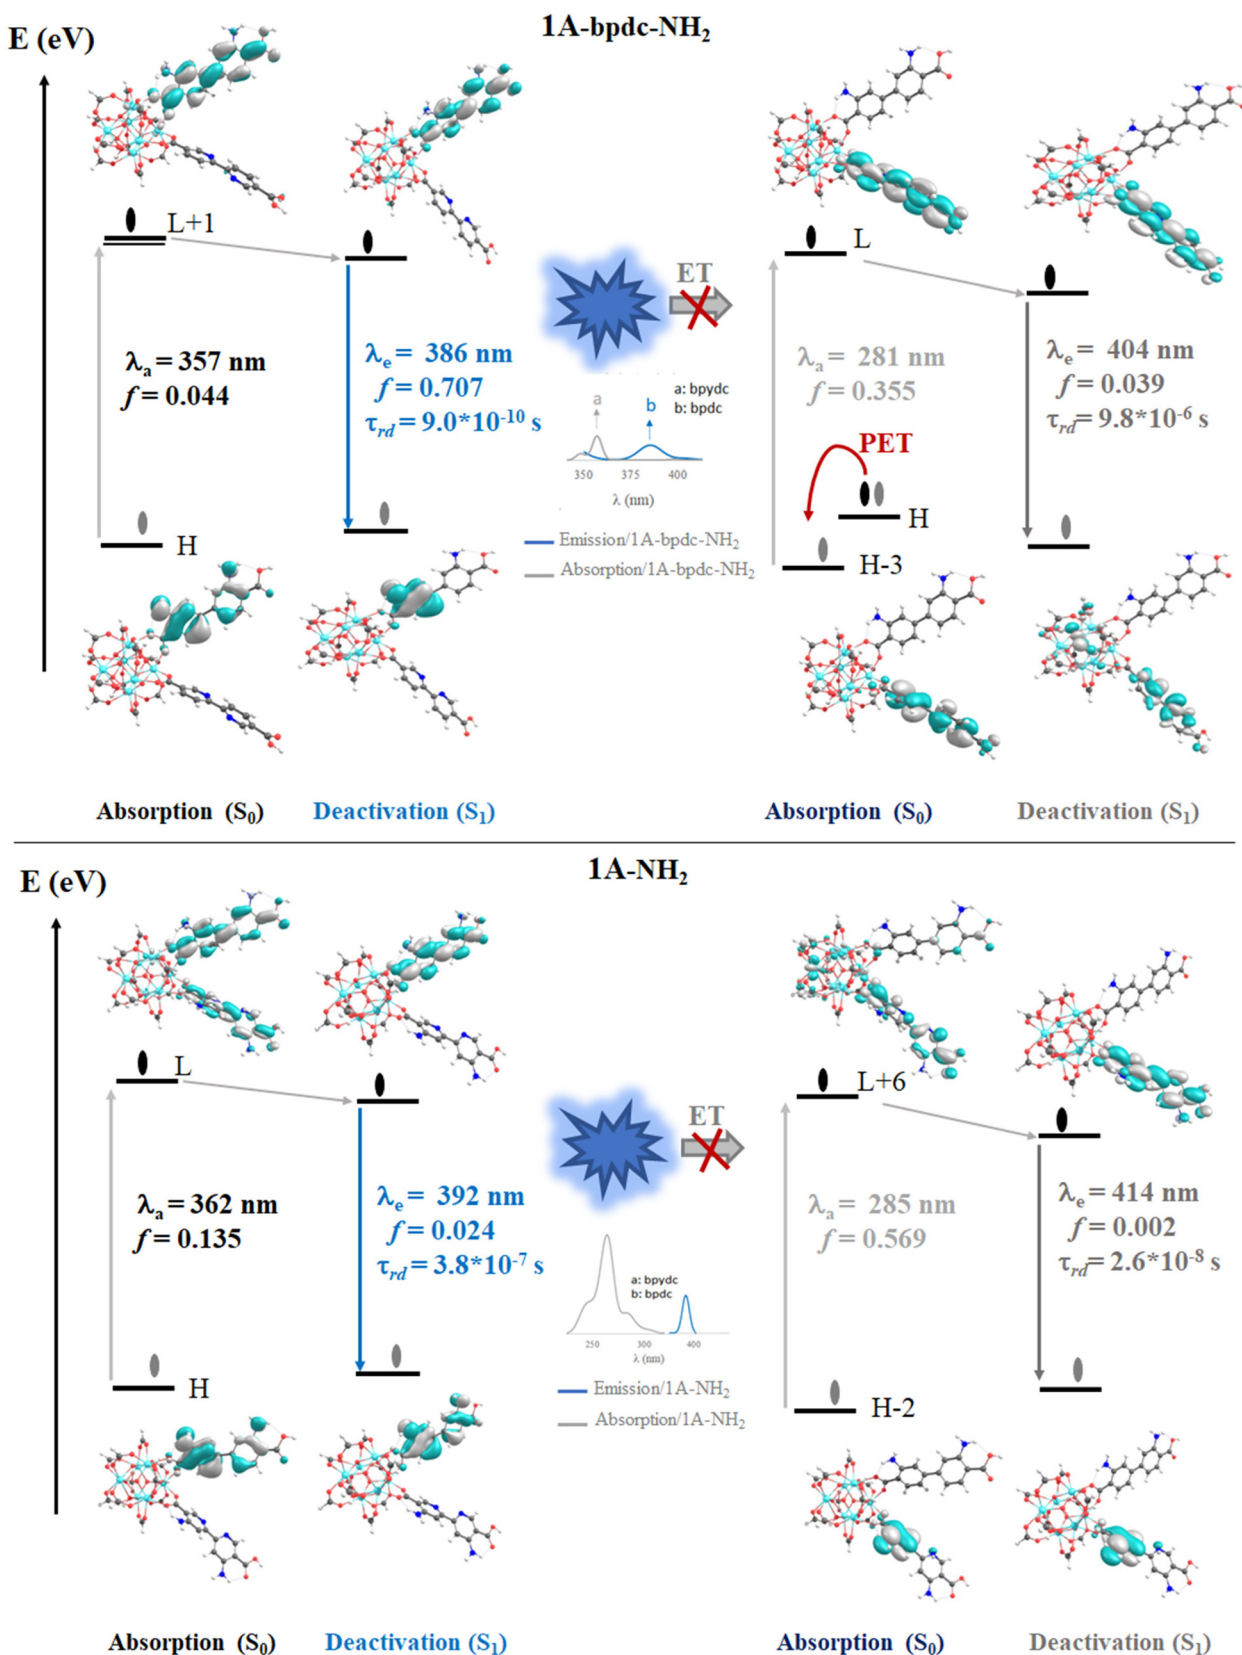 1A-bpdc-NH₂
E (eV)
L+1
L
ET
λₐ = 357 nm
f = 0.044
λₑ = 386 nm
f = 0.707
τ_rd = 9.0*10⁻¹⁰ s
a: bpydc
b: bpdc
a
b
350 375 400
λ (nm)
λₐ = 281 nm
f = 0.355
λₑ = 404 nm
f = 0.039
τ_rd = 9.8*10⁻⁶ s
PET
H
H
H-3
Emission/1A-bpdc-NH₂
Absorption/1A-bpdc-NH₂
Absorption (S₀)
Deactivation (S₁)
Absorption (S₀)
Deactivation (S₁)
1A-NH₂
E (eV)
L
L+6
ET
λₐ = 362 nm
f = 0.135
λₑ = 392 nm
f = 0.024
τ_rd = 3.8*10⁻⁷ s
a: bpydc
b: bpdc
250 300 400
λ (nm)
λₐ = 285 nm
f = 0.569
λₑ = 414 nm
f = 0.002
τ_rd = 2.6*10⁻⁸ s
H
H-2
Emission/1A-NH₂
Absorption/1A-NH₂
Absorption (S₀)
Deactivation (S₁)
Absorption (S₀)
Deactivation (S₁)